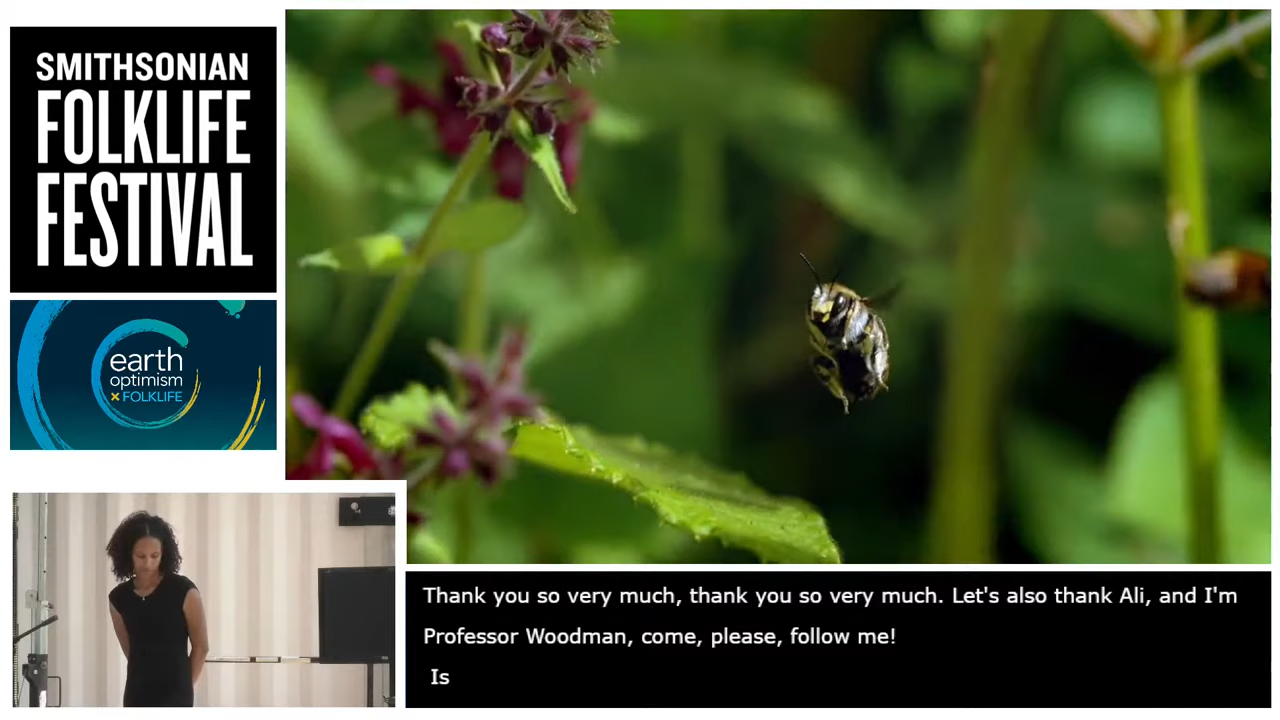 SMITHSONIAN
FOLKLIFE
FESTIVAL
earth
optimism
× FOLKLIFE
Thank you so very much, thank you so very much. Let's also thank Ali, and I'm
Professor Woodman, come, please, follow me!
Is